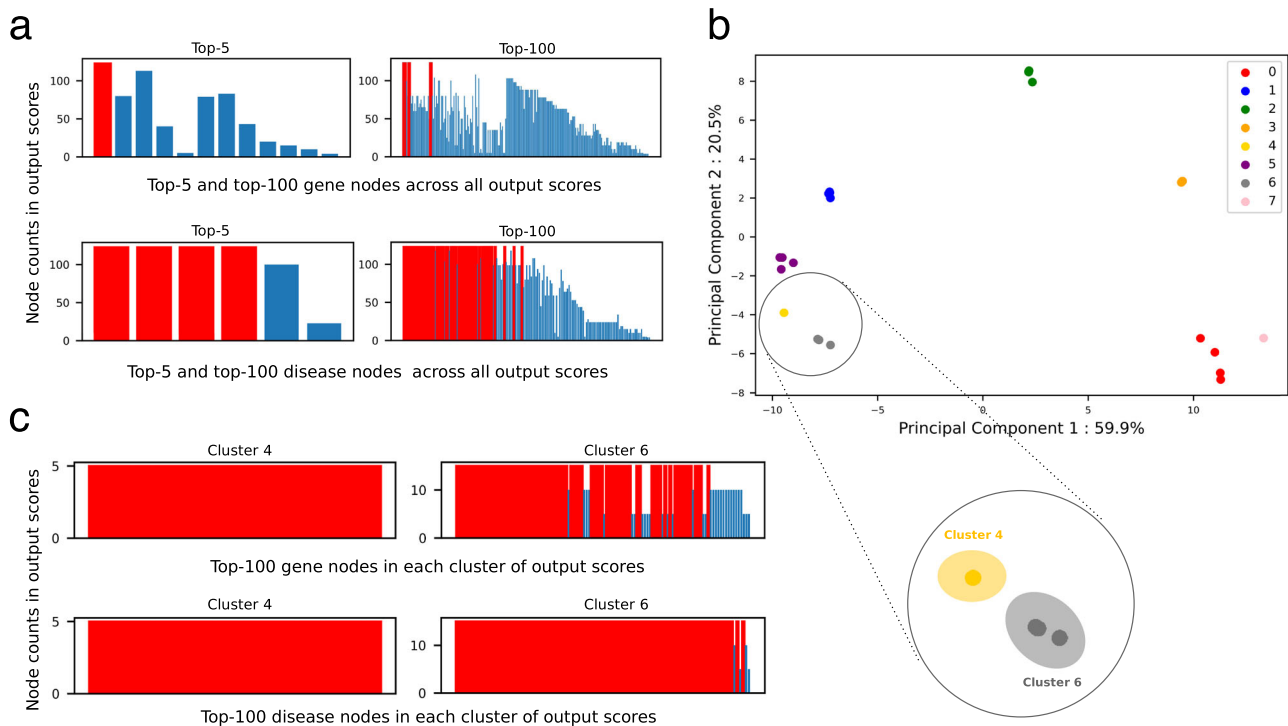 a
Top-5
Top-100
Node counts in output scores
100
50
0
100
50
0
Top-5 and top-100 gene nodes across all output scores
Top-5
Top-100
100
50
0
100
50
0
Top-5 and top-100 disease nodes across all output scores
b
Principal Component 2 : 20.5%
8
6
4
2
0
−2
−4
−6
−8
−10
−5
0
5
10
Principal Component 1 : 59.9%
0
1
2
3
4
5
6
7
Cluster 4
Cluster 6
c
Node counts in output scores
Cluster 4
Cluster 6
5
0
10
0
Top-100 gene nodes in each cluster of output scores
Cluster 4
Cluster 6
5
0
10
0
Top-100 disease nodes in each cluster of output scores